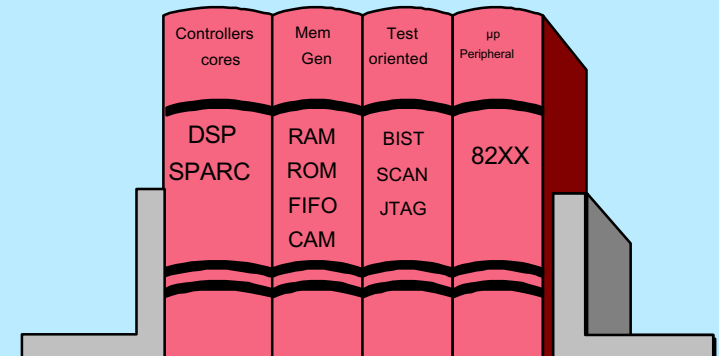 Controllers
cores
DSP
SPARC
Mem
Gen
RAM
ROM
FIFO
CAM
Test
oriented
BIST
SCAN
JTAG
µp
Peripheral
82XX